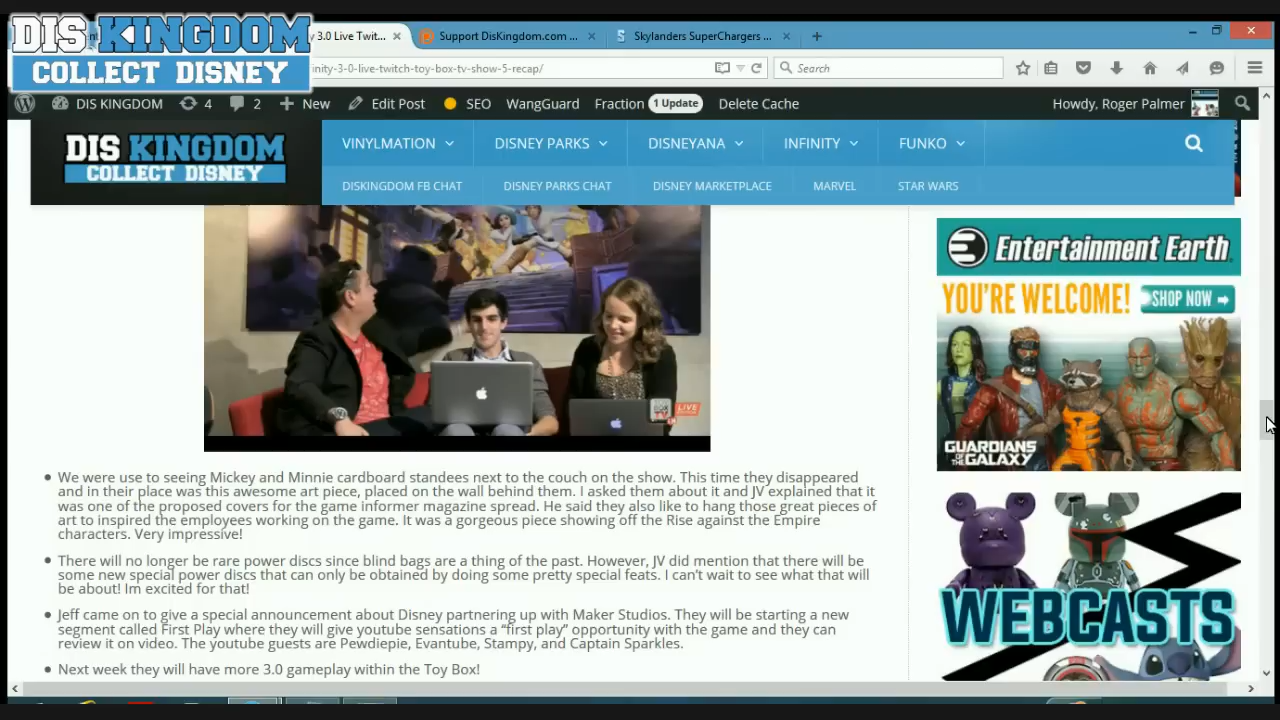 DIS KINGDOM
COLLECT DISNEY
y 3.0 Live Twit...
Support DisKingdom.com ...
Skylanders SuperChargers ...
inity-3-0-live-twitch-toy-box-tv-show-5-recap/
Search
DIS KINGDOM
4
2
New
Edit Post
SEO
WangGuard
Fraction
1 Update
Delete Cache
Howdy, Roger Palmer
DIS KINGDOM
COLLECT DISNEY
VINYLMATION
DISNEY PARKS
DISNEYANA
INFINITY
FUNKO
DISKINGDOM FB CHAT
DISNEY PARKS CHAT
DISNEY MARKETPLACE
MARVEL
STAR WARS
LIVE
Entertainment Earth
YOU'RE WELCOME!
SHOP NOW
GUARDIANS
OF THE
GALAXY
WEBCASTS
We were use to seeing Mickey and Minnie cardboard standees next to the couch on the show. This time they disappeared
and in their place was this awesome art piece, placed on the wall behind them. I asked them about it and JV explained that it
was one of the proposed covers for the game informer magazine spread. He said they also like to hang those great pieces of
art to inspired the employees working on the game. It was a gorgeous piece showing off the Rise against the Empire
characters. Very impressive!
There will no longer be rare power discs since blind bags are a thing of the past. However, JV did mention that there will be
some new special power discs that can only be obtained by doing some pretty special feats. I can't wait to see what that will
be about! Im excited for that!
Jeff came on to give a special announcement about Disney partnering up with Maker Studios. They will be starting a new
segment called First Play where they will give youtube sensations a "first play" opportunity with the game and they can
review it on video. The youtube guests are Pewdiepie, Evantube, Stampy, and Captain Sparkles.
Next week they will have more 3.0 gameplay within the Toy Box!